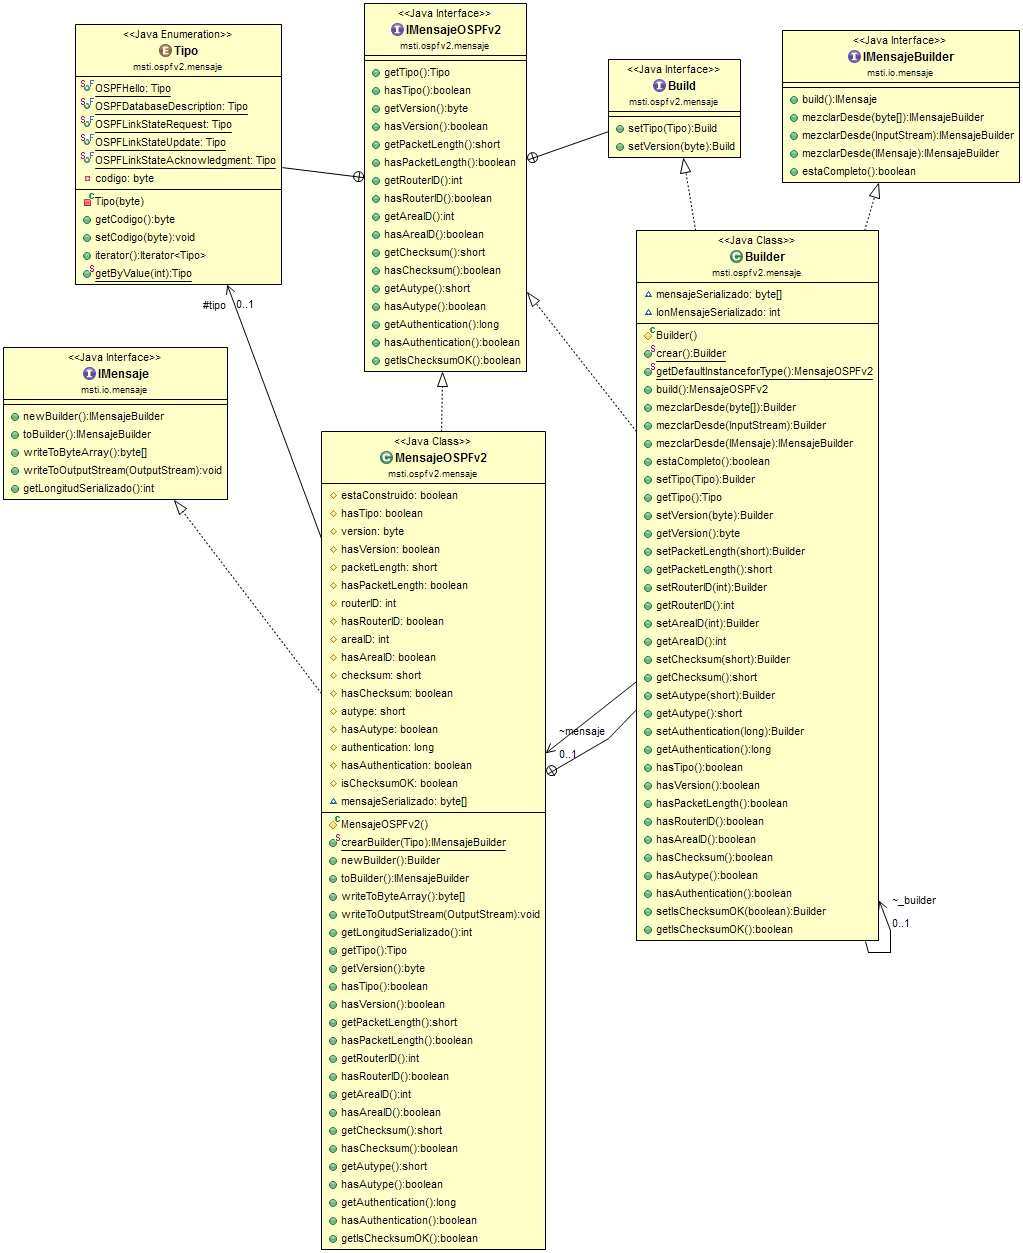 <<Java Enumeration>>
Tipo
msti.ospfv2.mensaje
OSPFHello: Tipo
OSPFDatabaseDescription: Tipo
OSPFLinkStateRequest: Tipo
OSPFLinkStateUpdate: Tipo
OSPFLinkStateAcknowledgment: Tipo
codigo: byte
Tipo(byte)
getCodigo():byte
setCodigo(byte):void
iterator():Iterator<Tipo>
getByValue(int):Tipo
<<Java Interface>>
IMensajeOSPFv2
msti.ospfv2.mensaje
getTipo():Tipo
hasTipo():boolean
getVersion():byte
hasVersion():boolean
getPacketLength():short
hasPacketLength():boolean
getRouterID():int
hasRouterID():boolean
getAreaID():int
hasAreaID():boolean
getChecksum():short
hasChecksum():boolean
getAutype():short
hasAutype():boolean
getAuthentication():long
hasAuthentication():boolean
getIsChecksumOK():boolean
<<Java Interface>>
Build
msti.ospfv2.mensaje
setTipo(Tipo):Build
setVersion(byte):Build
<<Java Interface>>
IMensajeBuilder
msti.io.mensaje
build():IMensaje
mezclarDesde(byte[]):IMensajeBuilder
mezclarDesde(InputStream):IMensajeBuilder
mezclarDesde(IMensaje):IMensajeBuilder
estaCompleto():boolean
#tipo 0..1
<<Java Interface>>
IMensaje
msti.io.mensaje
newBuilder():IMensajeBuilder
toBuilder():IMensajeBuilder
writeToByteArray():byte[]
writeToOutputStream(OutputStream):void
getLongitudSerializado():int
<<Java Class>>
MensajeOSPFv2
msti.ospfv2.mensaje
estaConstruido: boolean
hasTipo: boolean
version: byte
hasVersion: boolean
packetLength: short
hasPacketLength: boolean
routerID: int
hasRouterID: boolean
areaID: int
hasAreaID: boolean
checksum: short
hasChecksum: boolean
autype: short
hasAutype: boolean
authentication: long
hasAuthentication: boolean
isChecksumOK: boolean
mensajeSerializado: byte[]
MensajeOSPFv2()
crearBuilder(Tipo):IMensajeBuilder
newBuilder():Builder
toBuilder():IMensajeBuilder
writeToByteArray():byte[]
writeToOutputStream(OutputStream):void
getLongitudSerializado():int
getTipo():Tipo
getVersion():byte
hasTipo():boolean
hasVersion():boolean
getPacketLength():short
hasPacketLength():boolean
getRouterID():int
hasRouterID():boolean
getAreaID():int
hasAreaID():boolean
getChecksum():short
hasChecksum():boolean
getAutype():short
hasAutype():boolean
getAuthentication():long
hasAuthentication():boolean
getIsChecksumOK():boolean
~mensaje
0..1
<<Java Class>>
Builder
msti.ospfv2.mensaje
mensajeSerializado: byte[]
lonMensajeSerializado: int
Builder()
crear():Builder
getDefaultInstanceforType():MensajeOSPFv2
build():MensajeOSPFv2
mezclarDesde(byte[]):Builder
mezclarDesde(InputStream):Builder
mezclarDesde(IMensaje):IMensajeBuilder
estaCompleto():boolean
setTipo(Tipo):Builder
getTipo():Tipo
setVersion(byte):Builder
getVersion():byte
setPacketLength(short):Builder
getPacketLength():short
setRouterID(int):Builder
getRouterID():int
setAreaID(int):Builder
getAreaID():int
setChecksum(short):Builder
getChecksum():short
setAutype(short):Builder
getAutype():short
setAuthentication(long):Builder
getAuthentication():long
hasTipo():boolean
hasVersion():boolean
hasPacketLength():boolean
hasRouterID():boolean
hasAreaID():boolean
hasChecksum():boolean
hasAutype():boolean
hasAuthentication():boolean
setIsChecksumOK(boolean):Builder
getIsChecksumOK():boolean
~_builder
0..1